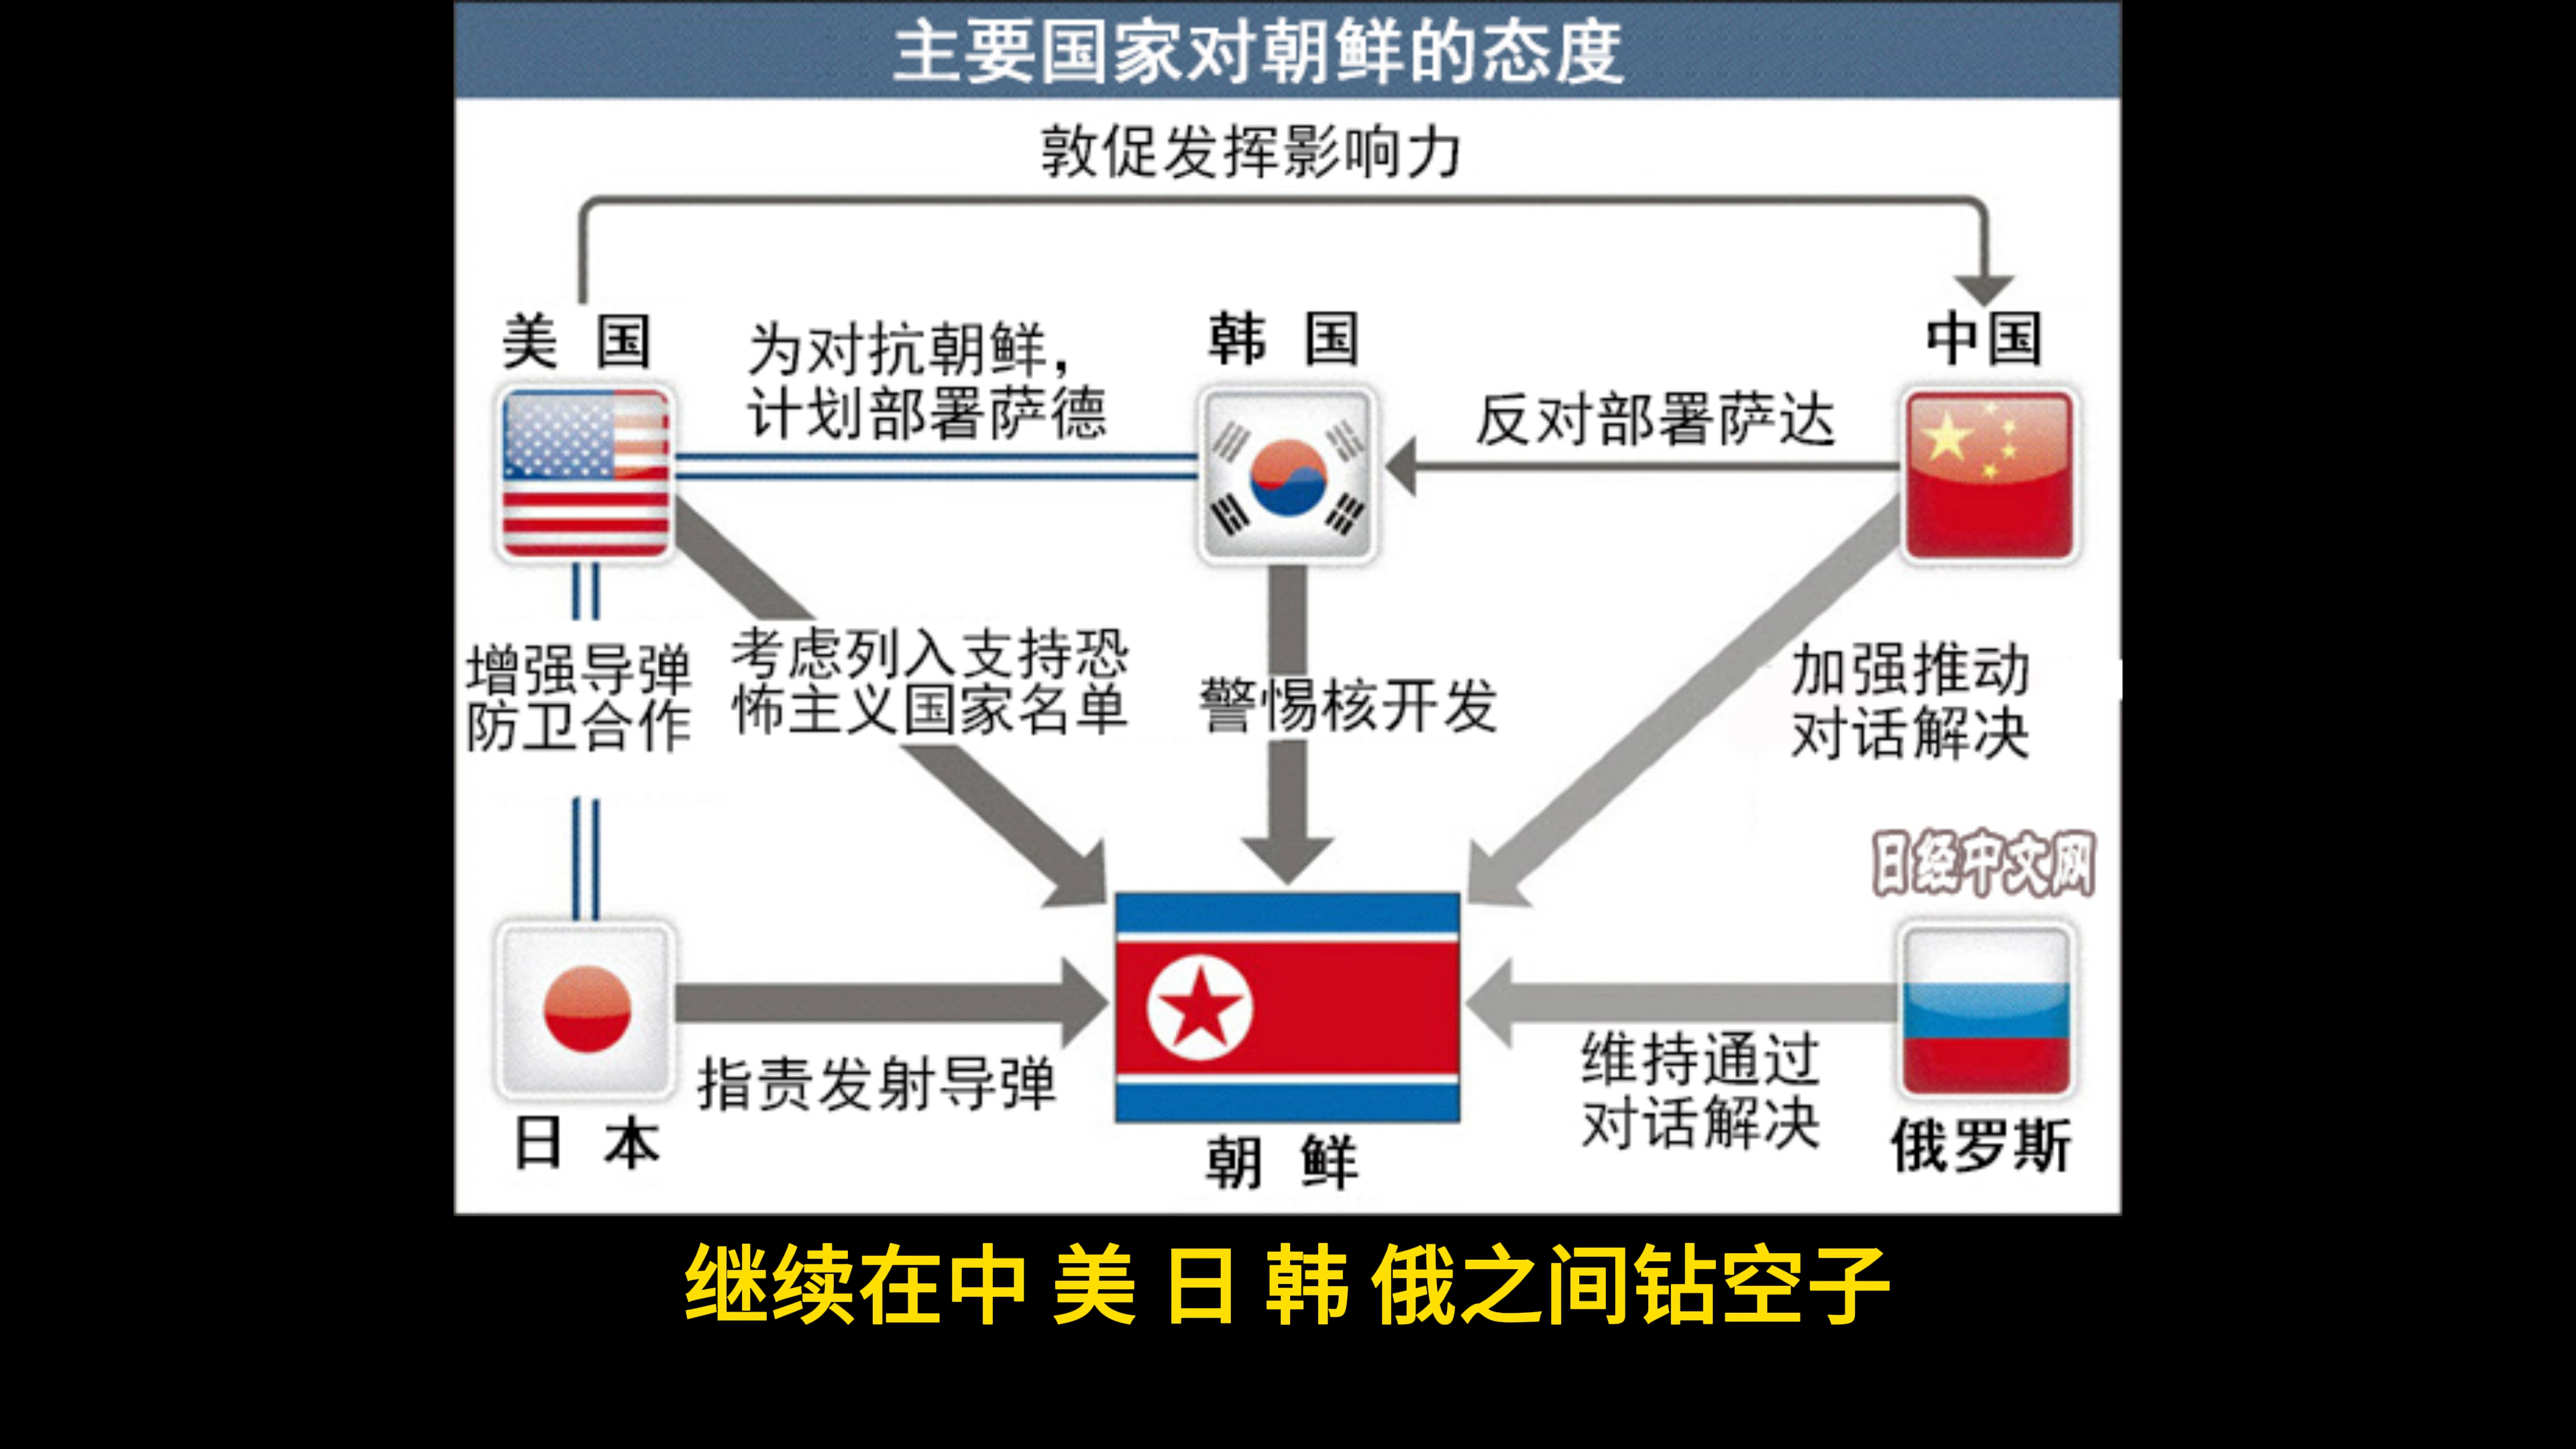 主要国家对朝鲜的态度
敦促发挥影响力
美 国
为对抗朝鲜，
计划部署萨德
韩 国
反对部署萨达
中国
增强导弹
防卫合作
考虑列入支持恐
怖主义国家名单
警惕核开发
加强推动
对话解决
日经中文网
指责发射导弹
维持通过
对话解决
日 本
朝 鲜
俄罗斯
继续在中 美 日 韩 俄之间钻空子